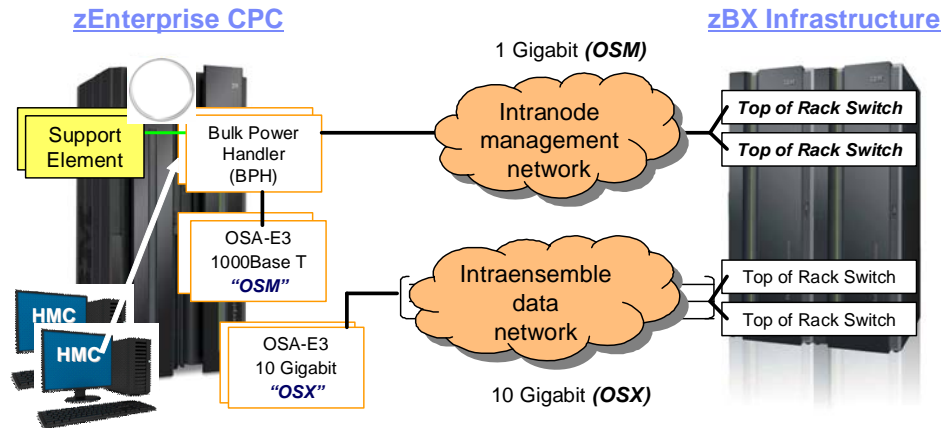 zEnterprise CPC
zBX Infrastructure
1 Gigabit (OSM)
Intranode
management
network
Support
Element
Bulk Power
Handler
(BPH)
Top of Rack Switch
Top of Rack Switch
OSA-E3
1000Base T
“OSM”
Intraensemble
data
network
Top of Rack Switch
Top of Rack Switch
HMC
HMC
OSA-E3
10 Gigabit
“OSX”
10 Gigabit (OSX)